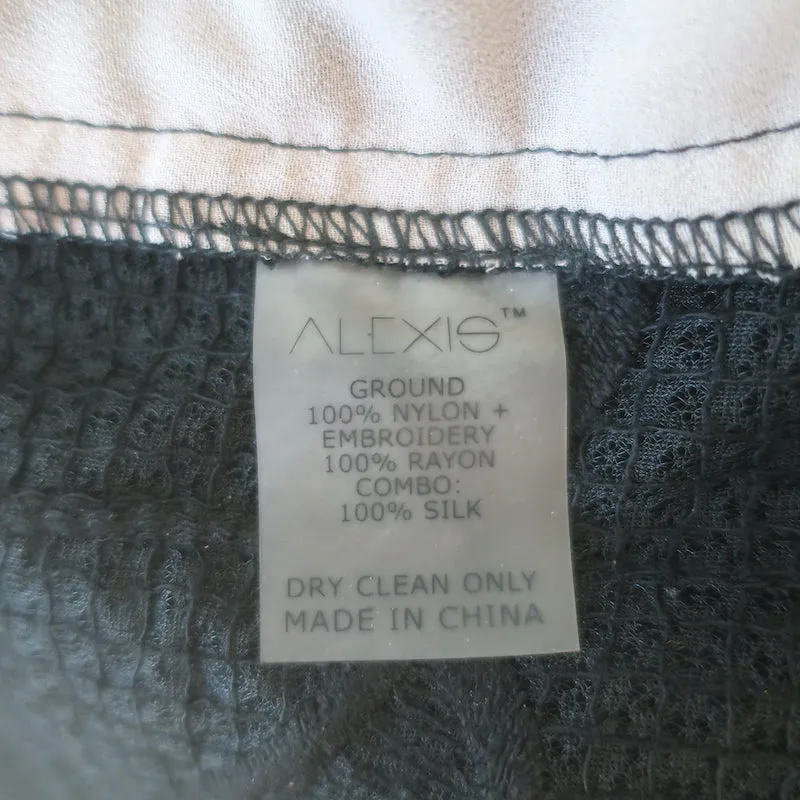 ALEXIS™
GROUND
100% NYLON +
EMBROIDERY
100% RAYON
COMBO:
100% SILK
DRY CLEAN ONLY
MADE IN CHINA